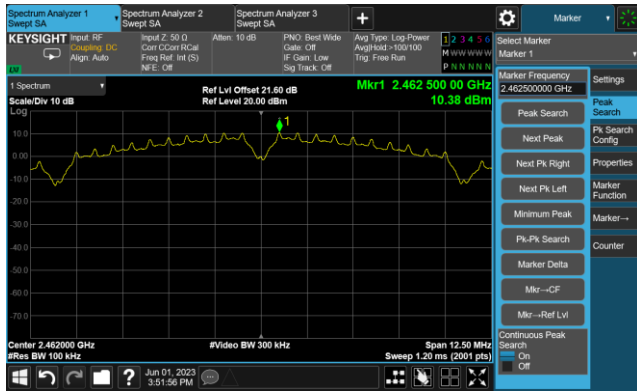 Spectrum Analyzer 1
Swept SA
Spectrum Analyzer 2
Swept SA
Spectrum Analyzer 3
Swept SA
+
Marker
KEYSIGHT
Input: RF
Coupling: DC
Align: Auto
Input Z: 50 Ω
Corr CCorr RCal
Freq Ref: Int (S)
NFE: Off
Atten: 10 dB
PNO: Best Wide
Gate: Off
IF Gain: Low
Sig Track: Off
Avg Type: Log-Power
Avg|Hold:>100/100
Trig: Free Run
1 2 3 4 5 6
M W W W W W
P N N N N N
Select Marker
Marker 1
1 Spectrum
Scale/Div 10 dB
Log
Ref Lvl Offset 21.60 dB
Ref Level 20.00 dBm
Mkr1 2.462 500 00 GHz
10.38 dBm
1
10.0
0.00
-10.0
-20.0
-30.0
-40.0
-50.0
-60.0
-70.0
Center 2.462000 GHz
#Res BW 100 kHz
#Video BW 300 kHz
Span 12.50 MHz
Sweep 1.20 ms (2001 pts)
Marker Frequency
2.462500000 GHz
Peak Search
Next Peak
Next Pk Right
Next Pk Left
Minimum Peak
Pk-Pk Search
Marker Delta
Mkr→CF
Mkr→Ref Lvl
Continuous Peak
Search
On
Off
Settings
Peak
Search
Pk Search
Config
Properties
Marker
Function
Marker→
Counter
?
Jun 01, 2023
3:51:56 PM